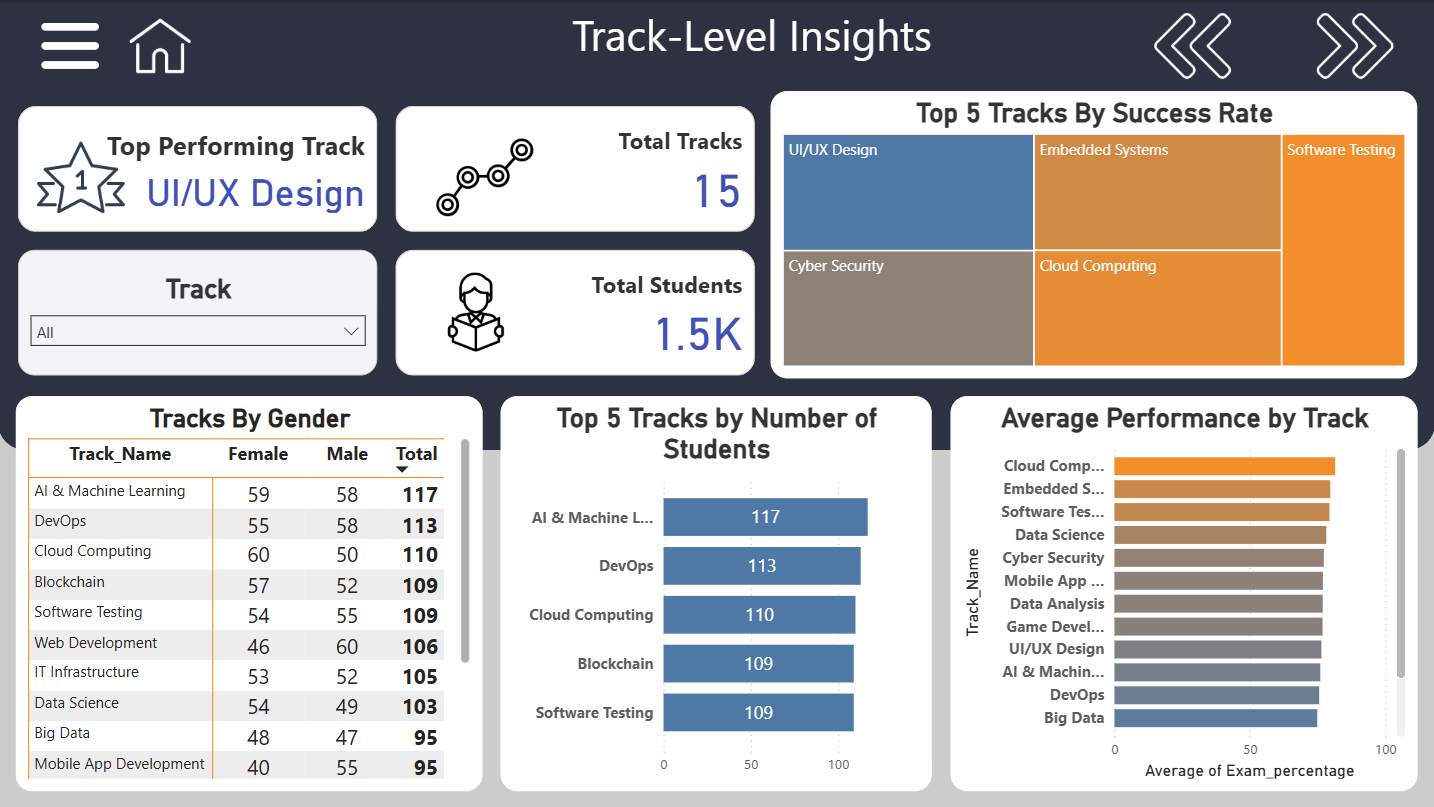 Track-Level Insights
Top Performing Track
1
UI/UX Design
Total Tracks
15
Track
All
Total Students
1.5K
Top 5 Tracks By Success Rate
UI/UX Design
Embedded Systems
Software Testing
Cyber Security
Cloud Computing
Tracks By Gender
Track_Name Female Male Total
AI & Machine Learning 59 58 117
DevOps 55 58 113
Cloud Computing 60 50 110
Blockchain 57 52 109
Software Testing 54 55 109
Web Development 46 60 106
IT Infrastructure 53 52 105
Data Science 54 49 103
Big Data 48 47 95
Mobile App Development 40 55 95
Top 5 Tracks by Number of
Students
AI & Machine L... 117
DevOps 113
Cloud Computing 110
Blockchain 109
Software Testing 109
0 50 100
Average Performance by Track
Track_Name
Cloud Comp...
Embedded S...
Software Tes...
Data Science
Cyber Security
Mobile App ...
Data Analysis
Game Devel...
UI/UX Design
AI & Machin...
DevOps
Big Data
0 50 100
Average of Exam_percentage